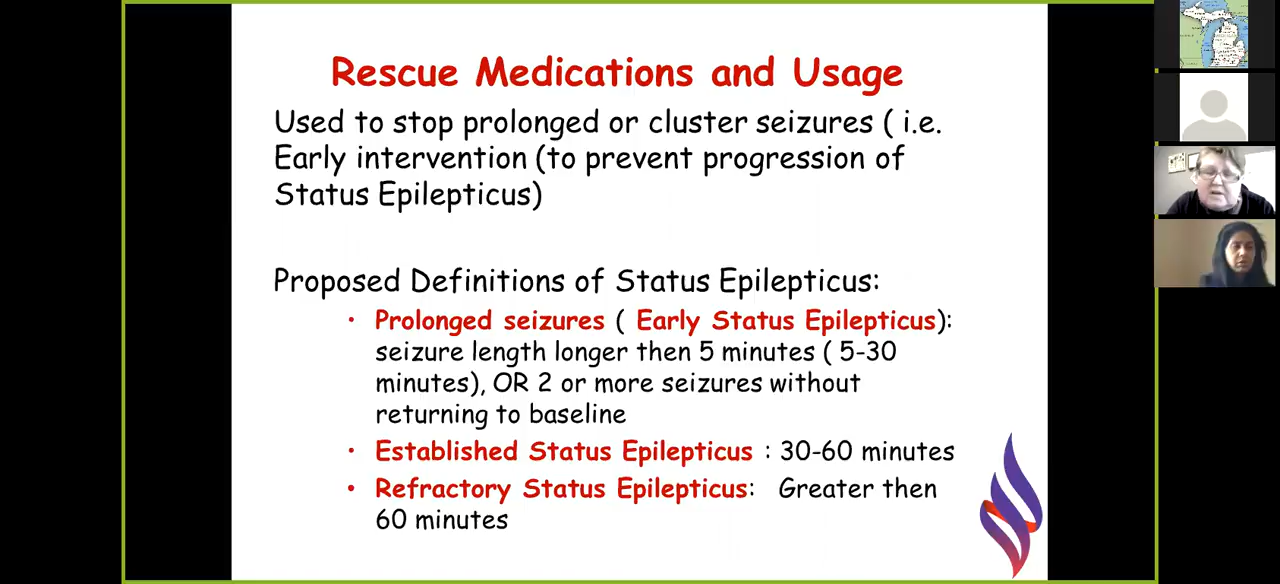 Rescue Medications and Usage
Used to stop prolonged or cluster seizures ( i.e.
Early intervention (to prevent progression of
Status Epilepticus)
Proposed Definitions of Status Epilepticus:
• Prolonged seizures ( Early Status Epilepticus):
seizure length longer then 5 minutes ( 5-30
minutes), OR 2 or more seizures without
returning to baseline
• Established Status Epilepticus : 30-60 minutes
• Refractory Status Epilepticus: Greater then
60 minutes